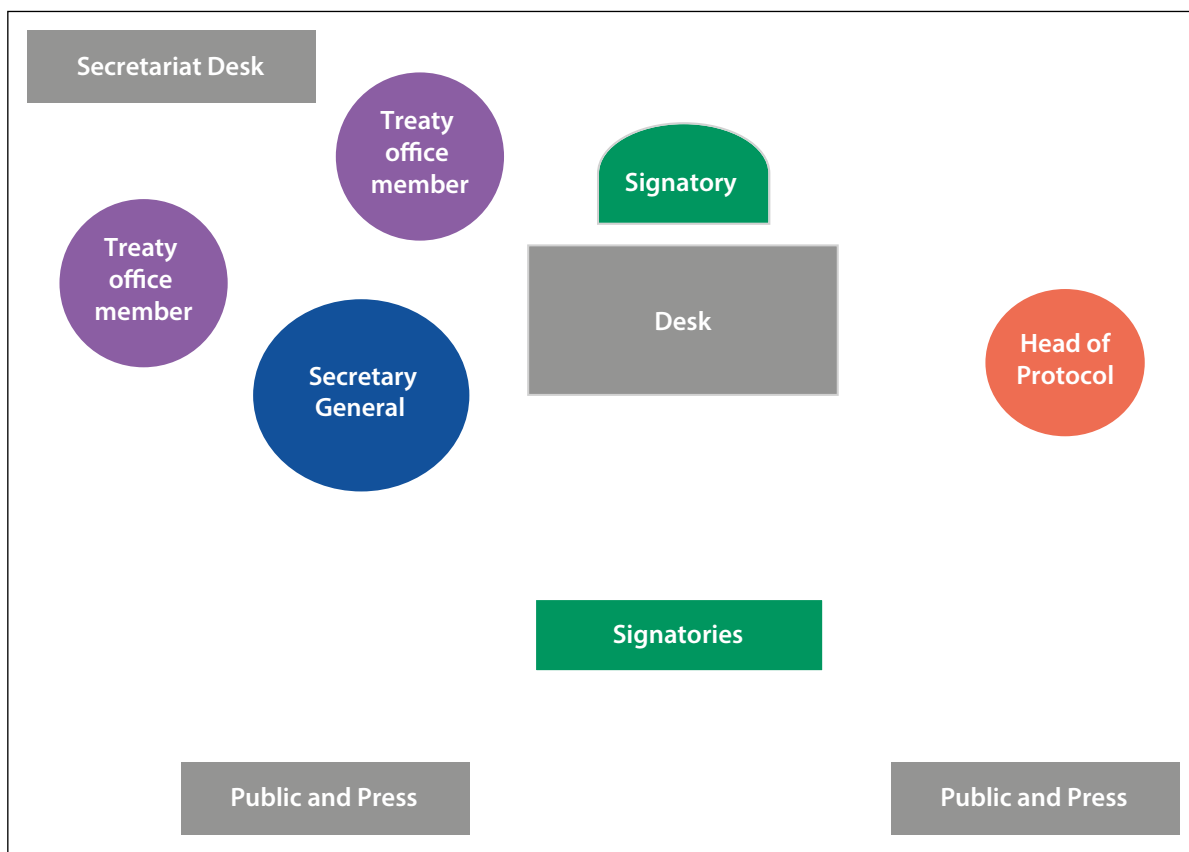 Secretariat Desk
Treaty
office
member
Signatory
Treaty
office
member
Desk
Head of
Protocol
Secretary
General
Signatories
Public and Press
Public and Press